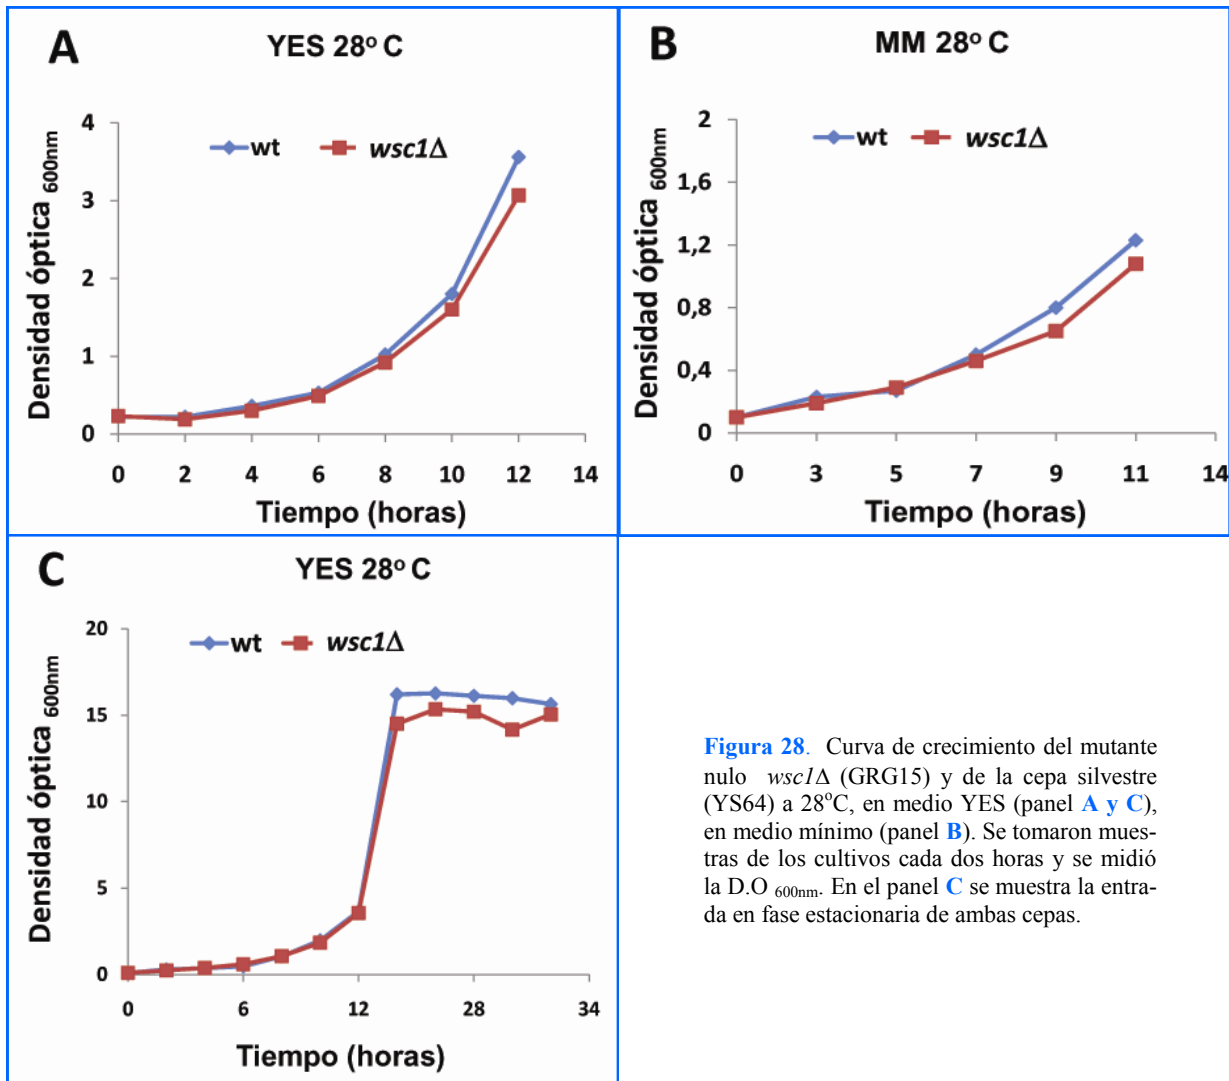 A
YES 28º C
wt
wsc1Δ
Densidad óptica 600nm
4
3
2
1
0
0 2 4 6 8 10 12 14
Tiempo (horas)
B
MM 28º C
wt
wsc1Δ
Densidad óptica 600nm
2
1,6
1,2
0,8
0,4
0
0 3 5 7 9 11 14
Tiempo (horas)
C
YES 28º C
wt
wsc1Δ
Densidad óptica 600nm
20
15
10
5
0
0 6 12 28 34
Tiempo (horas)
Figura 28. Curva de crecimiento del mutante
nulo wsc1Δ (GRG15) y de la cepa silvestre
(YS64) a 28ºC, en medio YES (panel A y C),
en medio mínimo (panel B). Se tomaron mues-
tras de los cultivos cada dos horas y se midió
la D.O 600nm. En el panel C se muestra la entra-
da en fase estacionaria de ambas cepas.